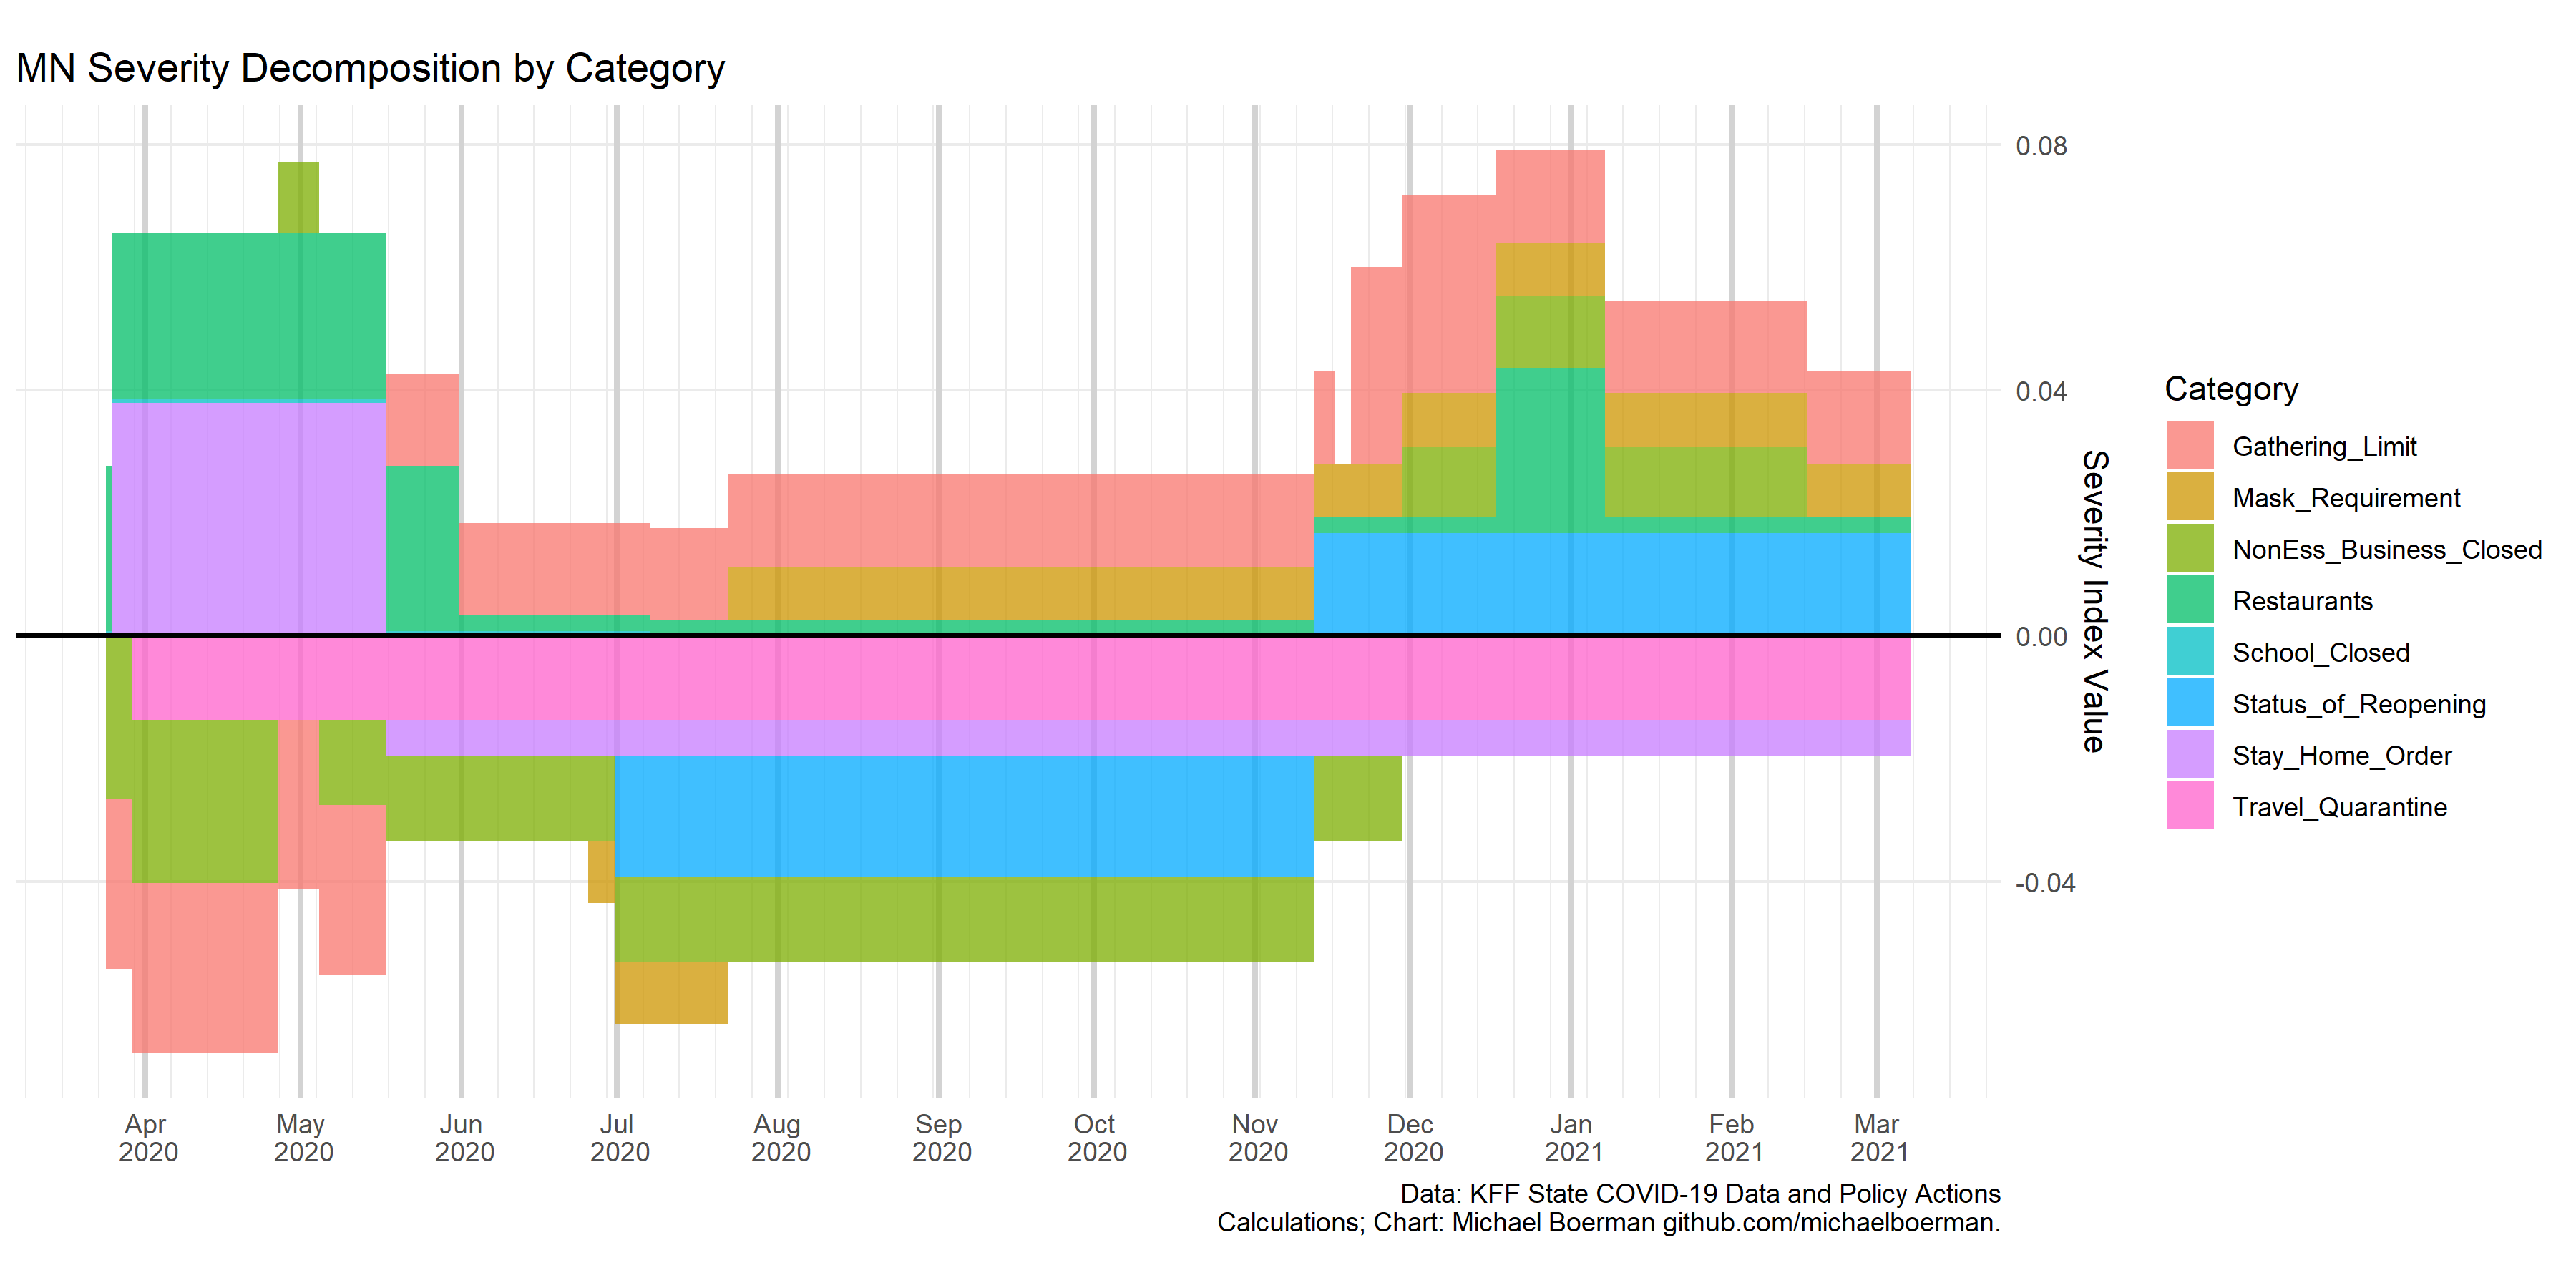 MN Severity Decomposition by Category
0.08
0.04
0.00
-0.04
Severity Index Value
Apr
2020
May
2020
Jun
2020
Jul
2020
Aug
2020
Sep
2020
Oct
2020
Nov
2020
Dec
2020
Jan
2021
Feb
2021
Mar
2021
Category
Gathering_Limit
Mask_Requirement
NonEss_Business_Closed
Restaurants
School_Closed
Status_of_Reopening
Stay_Home_Order
Travel_Quarantine
Data: KFF State COVID-19 Data and Policy Actions
Calculations; Chart: Michael Boerman github.com/michaelboerman.